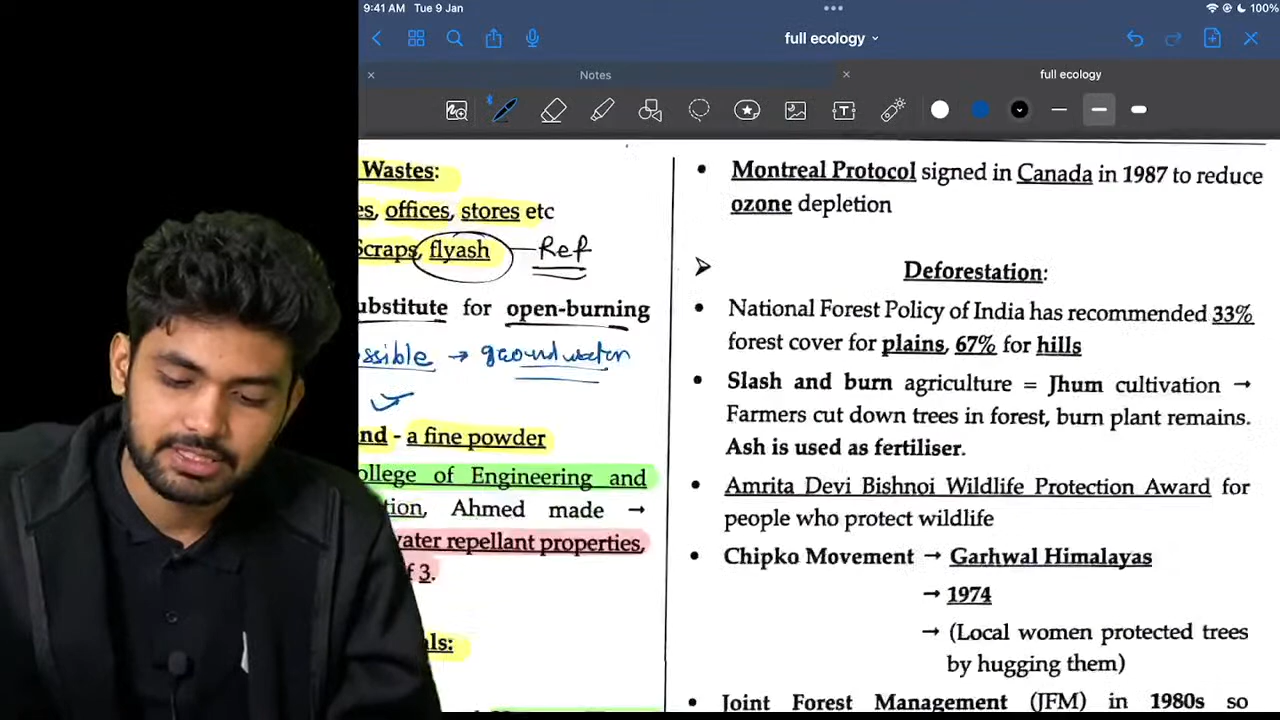 9:41 AM Tue 9 Jan
100%
full ecology
Notes
full ecology
Wastes:
es, offices, stores etc
Scraps, flyash Ref
ubstitute for open-burning
ssible → groundwater
nd - a fine powder
ollege of Engineering and
tion, Ahmed made →
water repellant properties,
f 3.
ls:
• Montreal Protocol signed in Canada in 1987 to reduce
ozone depletion
➢ Deforestation:
• National Forest Policy of India has recommended 33%
forest cover for plains, 67% for hills
• Slash and burn agriculture = Jhum cultivation →
Farmers cut down trees in forest, burn plant remains.
Ash is used as fertiliser.
• Amrita Devi Bishnoi Wildlife Protection Award for
people who protect wildlife
• Chipko Movement → Garhwal Himalayas
→ 1974
→ (Local women protected trees
by hugging them)
• Joint Forest Management (JFM) in 1980s so